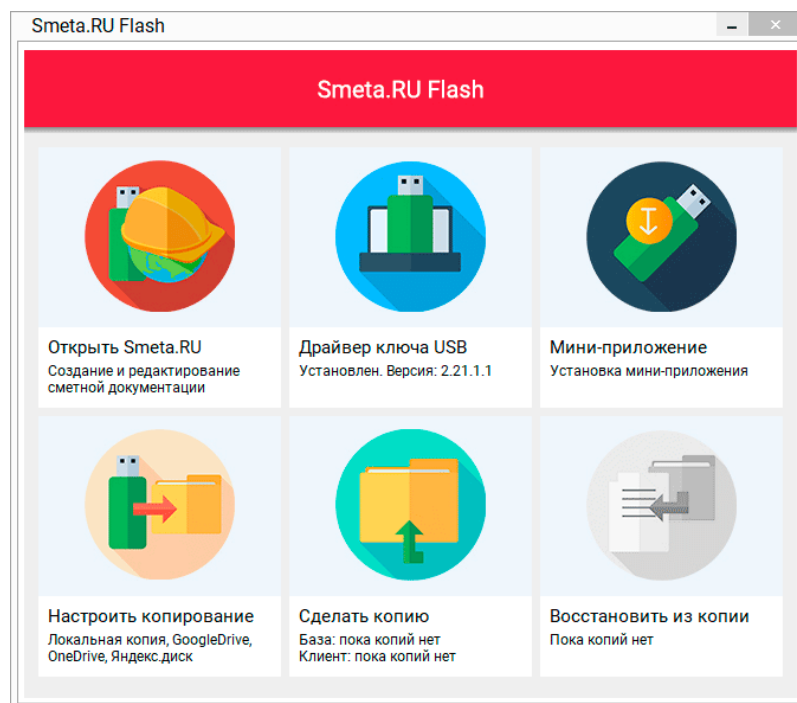 Smeta.RU Flash
Smeta.RU Flash
Открыть Smeta.RU
Создание и редактирование
сметной документации
Драйвер ключа USB
Установлен. Версия: 2.21.1.1
Мини-приложение
Установка мини-приложения
Настроить копирование
Локальная копия, GoogleDrive,
OneDrive, Яндекс.диск
Сделать копию
База: пока копий нет
Клиент: пока копий нет
Восстановить из копии
Пока копий нет